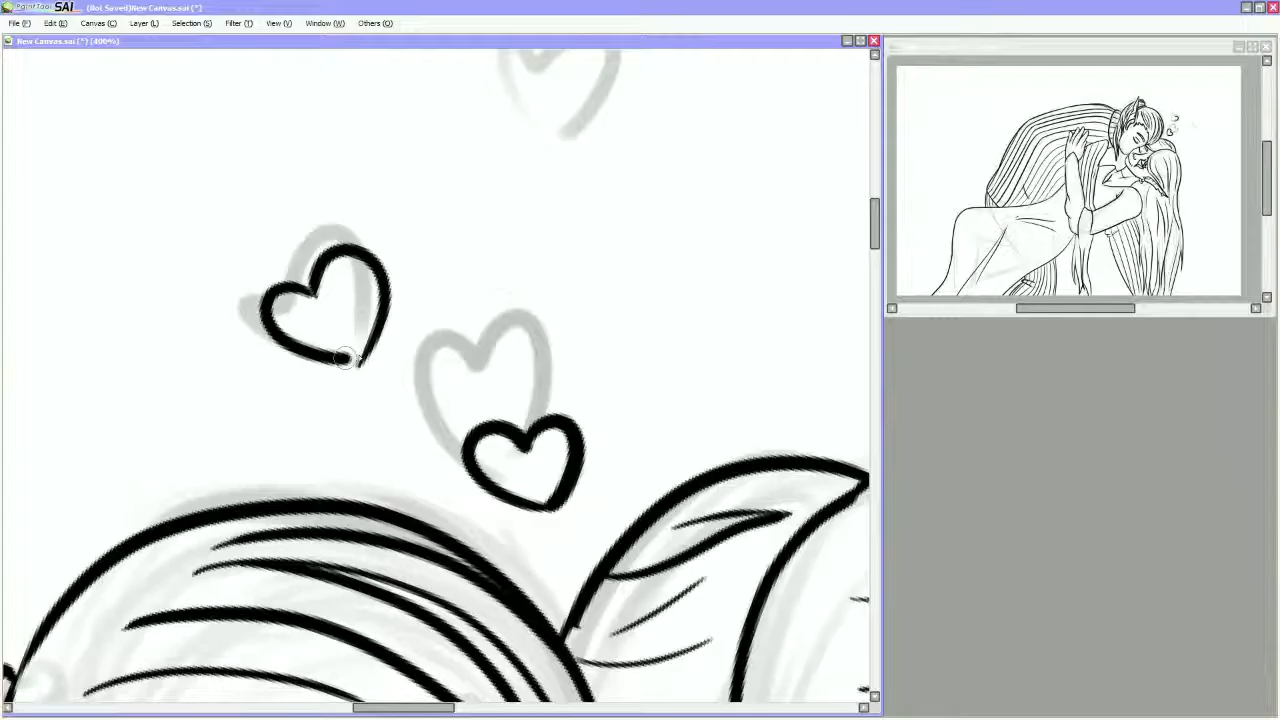 PaintTool SAI (Not Saved)New Canvas.sai (*)
File (F) Edit (E) Canvas (C) Layer (L) Selection (S) Filter (T) View (V) Window (W) Others (O)
New Canvas.sai (*) [400%]